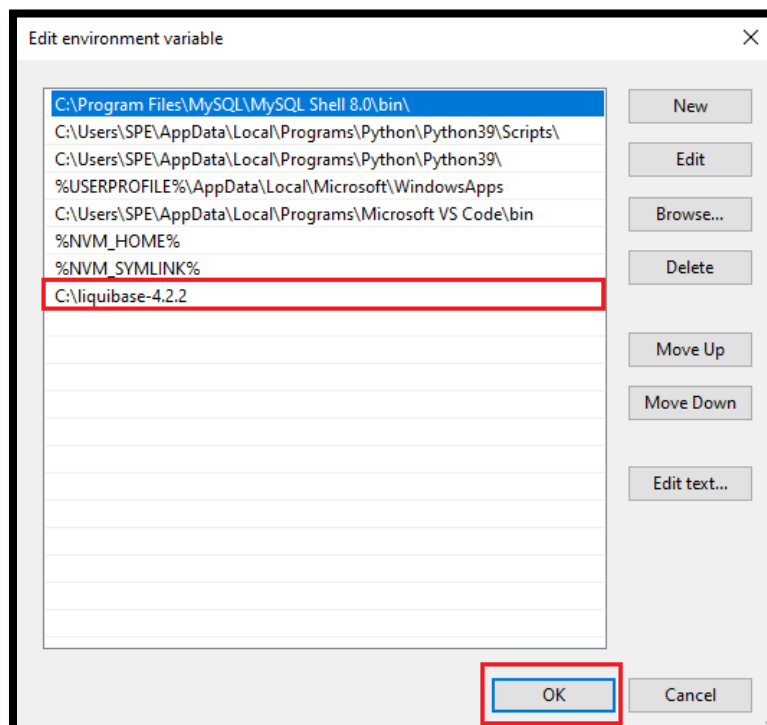 Edit environment variable
C:\Program Files\MySQL\MySQL Shell 8.0\bin\
C:\Users\SPE\AppData\Local\Programs\Python\Python39\Scripts\
C:\Users\SPE\AppData\Local\Programs\Python\Python39\
%USERPROFILE%\AppData\Local\Microsoft\WindowsApps
C:\Users\SPE\AppData\Local\Programs\Microsoft VS Code\bin
%NVM_HOME%
%NVM_SYMLINK%
C:\liquibase-4.2.2
New
Edit
Browse...
Delete
Move Up
Move Down
Edit text...
OK
Cancel